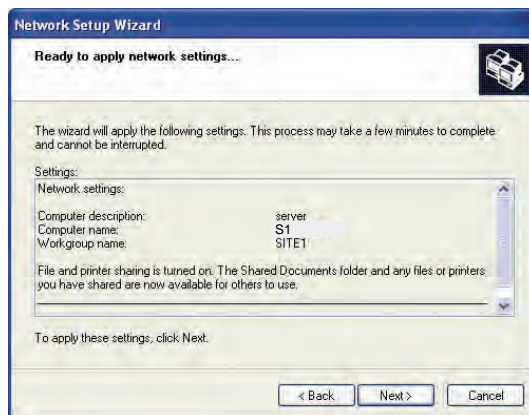 Network Setup Wizard
Ready to apply network settings...
The wizard will apply the following settings. This process may take a few minutes to complete
and cannot be interrupted.
Settings:
Network settings:
Computer description: server
Computer name: S1
Workgroup name: SITE1
File and printer sharing is turned on. The Shared Documents folder and any files or printers
you have shared are now available for others to use.
To apply these settings, click Next.
< Back Next > Cancel